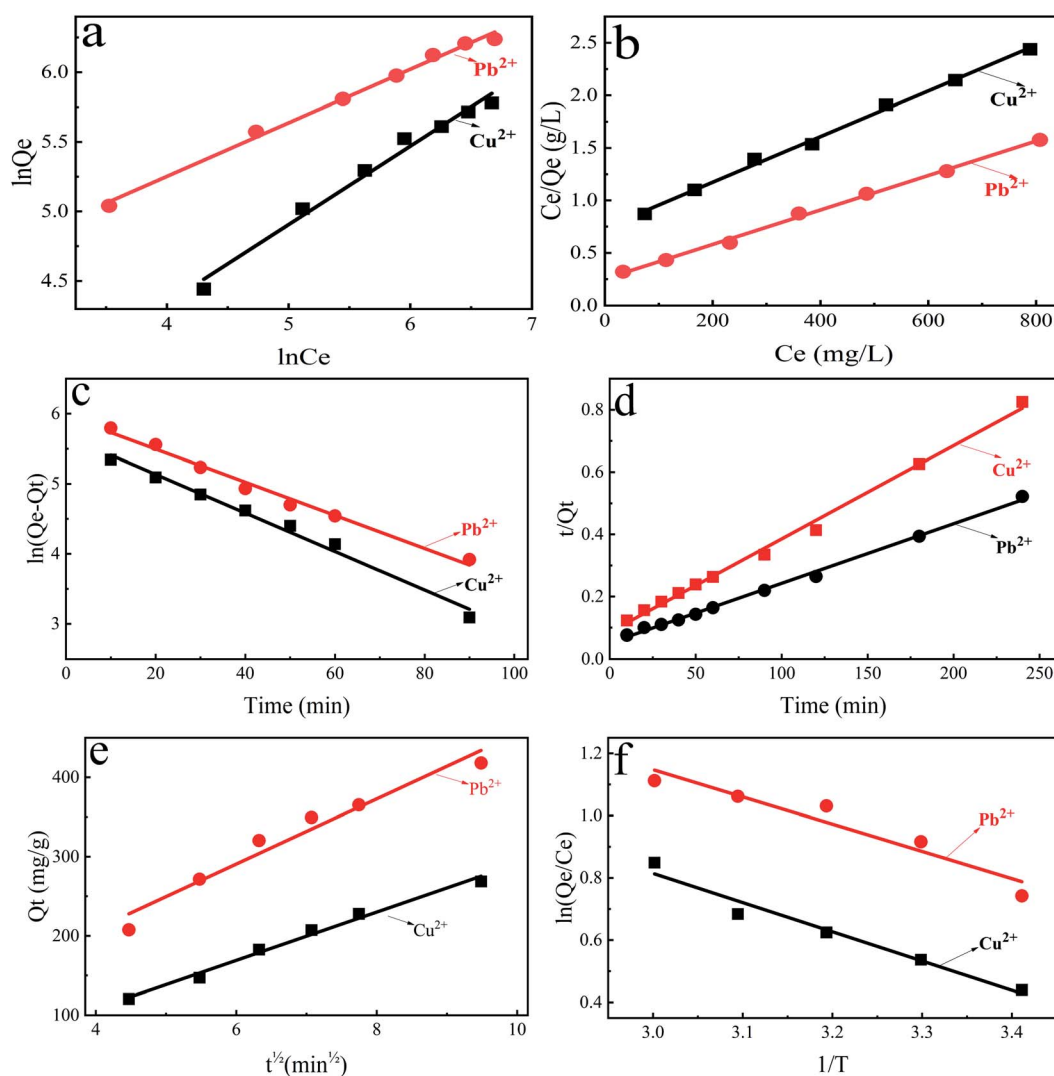 a
6.0
5.5
5.0
4.5
lnQe
Pb²⁺
Cu²⁺
4 5 6 7
lnCe
b
2.5
2.0
1.5
1.0
0.5
0.0
Ce/Qe (g/L)
Cu²⁺
Pb²⁺
0 200 400 600 800
Ce (mg/L)
c
6
5
4
3
ln(Qe-Qt)
Pb²⁺
Cu²⁺
0 20 40 60 80 100
Time (min)
d
0.8
0.6
0.4
0.2
0.0
t/Qt
Cu²⁺
Pb²⁺
0 50 100 150 200 250
Time (min)
e
400
300
200
100
Qt (mg/g)
Pb²⁺
Cu²⁺
4 6 8 10
t½(min½)
f
1.2
1.0
0.8
0.6
0.4
ln(Qe/Ce)
Pb²⁺
Cu²⁺
3.0 3.1 3.2 3.3 3.4
1/T